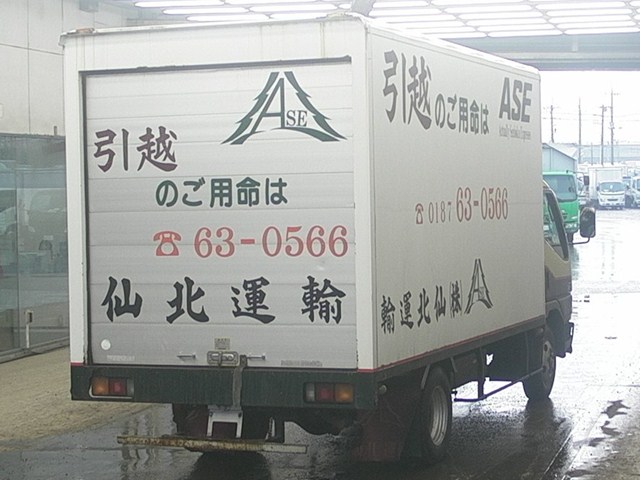 ASE
引越
のご用命は
☎63-0566
仙北運輸
引越のご用命は
ASE
☎0187 63-0566
輸運北仙㈱